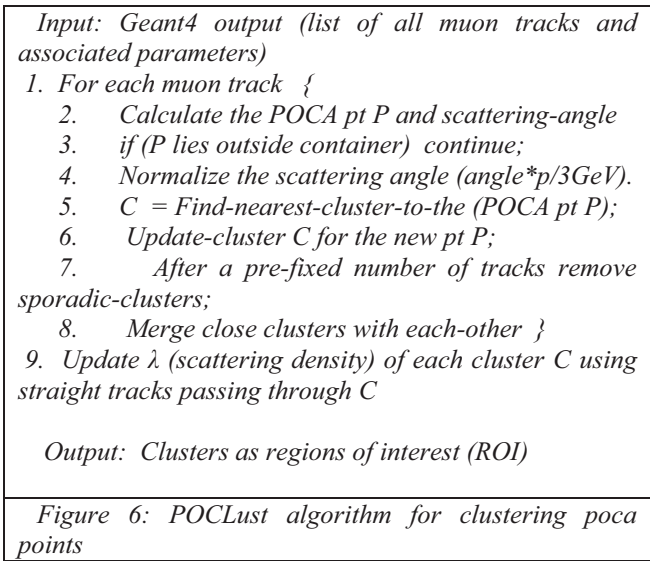 Input: Geant4 output (list of all muon tracks and
associated parameters)
1. For each muon track {
2. Calculate the POCA pt P and scattering-angle
3. if (P lies outside container) continue;
4. Normalize the scattering angle (angle*p/3GeV).
5. C = Find-nearest-cluster-to-the (POCA pt P);
6. Update-cluster C for the new pt P;
7. After a pre-fixed number of tracks remove
sporadic-clusters;
8. Merge close clusters with each-other }
9. Update λ (scattering density) of each cluster C using
straight tracks passing through C
Output: Clusters as regions of interest (ROI)
Figure 6: POCLust algorithm for clustering poca
points